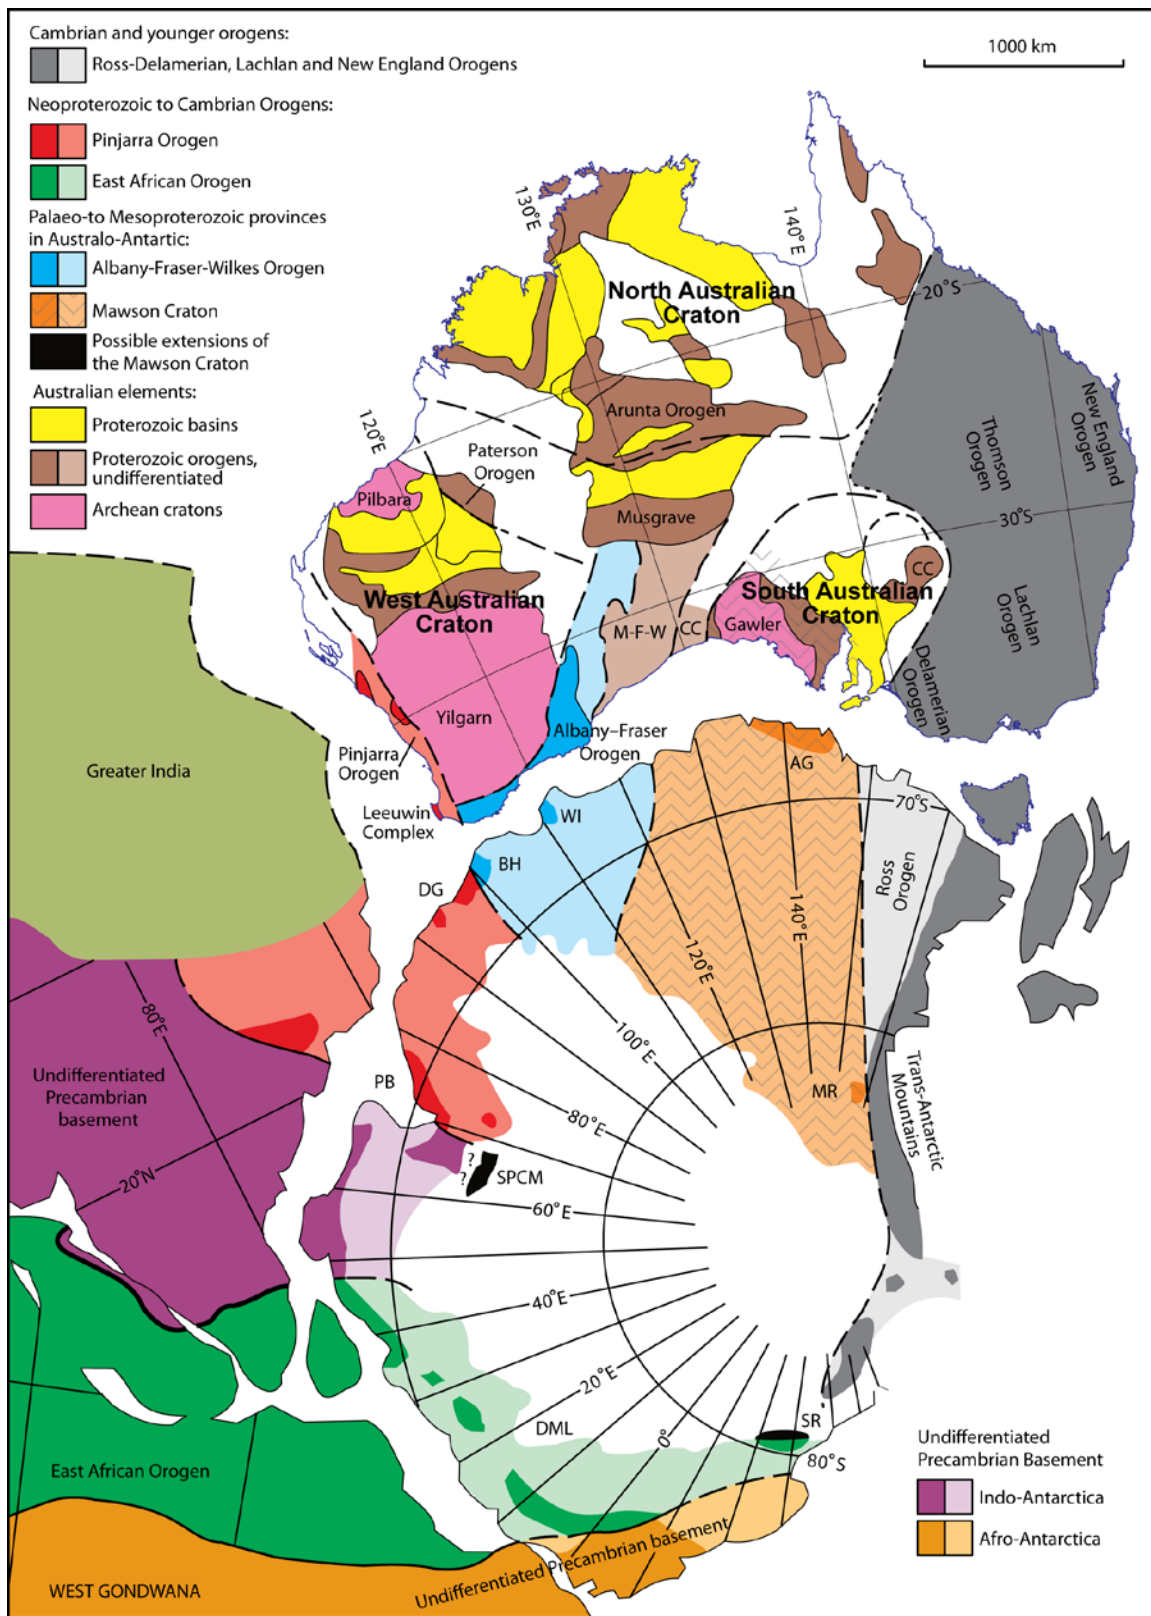 Cambrian and younger orogens:
Ross-Delamerian, Lachlan and New England Orogens
Neoproterozoic to Cambrian Orogens:
Pinjarra Orogen
East African Orogen
Palaeo-to Mesoproterozoic provinces
in Australo-Antartic:
Albany-Fraser-Wilkes Orogen
Mawson Craton
Possible extensions of
the Mawson Craton
Australian elements:
Proterozoic basins
Proterozoic orogens,
undifferentiated
Archean cratons
1000 km
130°E
140°E
20°S
North Australian
Craton
120°E
Arunta Orogen
Paterson
Orogen
Thomson
Orogen
New England
Orogen
Pilbara
Musgrave
30°S
West Australian
Craton
South Australian
Craton
CC
M-F-W
CC
Gawler
Lachlan
Orogen
Delamerian
Orogen
Yilgarn
Albany–Fraser
Orogen
Pinjarra
Orogen
Greater India
Leeuwin
Complex
AG
70°S
WI
BH
DG
Ross
Orogen
140°E
120°E
100°E
80°E
Trans-Antarctic
Mountains
MR
Undifferentiated
Precambrian
basement
PB
80°E
20°N
?
?
SPCM
60°E
40°E
20°E
0°
DML
SR
80°S
East African Orogen
Undifferentiated Precambrian basement
WEST GONDWANA
Undifferentiated
Precambrian Basement
Indo-Antarctica
Afro-Antarctica